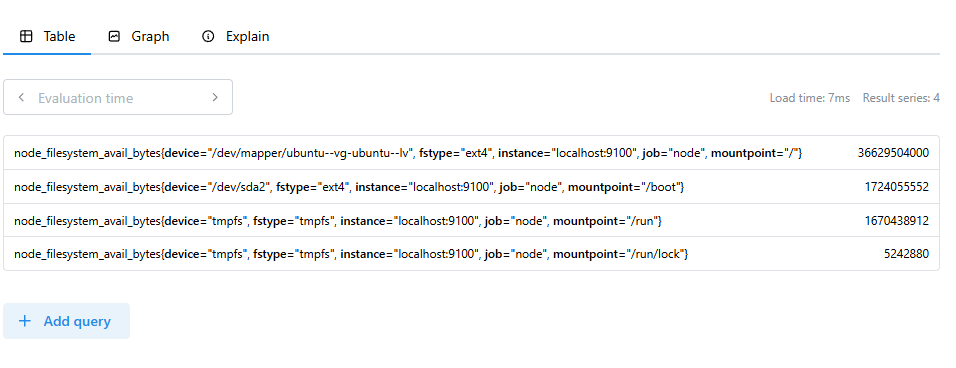 Table Graph Explain
Evaluation time
Load time: 7ms Result series: 4
node_filesystem_avail_bytes{device="/dev/mapper/ubuntu--vg-ubuntu--lv", fstype="ext4", instance="localhost:9100", job="node", mountpoint="/"} 36629504000
node_filesystem_avail_bytes{device="/dev/sda2", fstype="ext4", instance="localhost:9100", job="node", mountpoint="/boot"} 1724055552
node_filesystem_avail_bytes{device="tmpfs", fstype="tmpfs", instance="localhost:9100", job="node", mountpoint="/run"} 1670438912
node_filesystem_avail_bytes{device="tmpfs", fstype="tmpfs", instance="localhost:9100", job="node", mountpoint="/run/lock"} 5242880
Add query